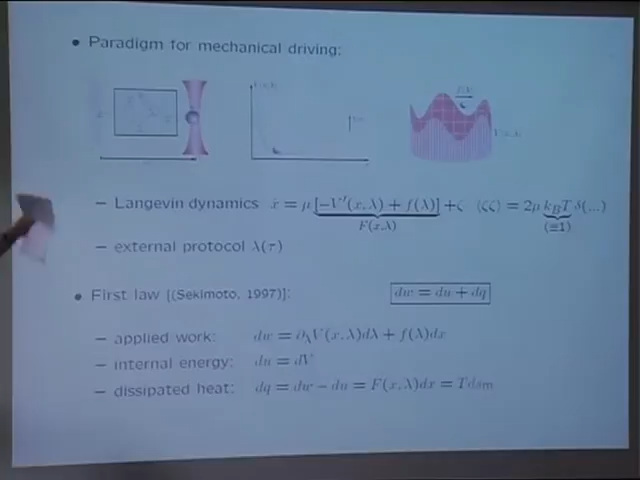 • Paradigm for mechanical driving:
f(λ)
V(x,λ)
– Langevin dynamics ẋ = μ [−V′(x,λ) + f(λ)] + ζ ⟨ζζ⟩ = 2μ k_BT δ(...)
F(x,λ) (≡1)
– external protocol λ(τ)
• First law [(Sekimoto, 1997)]: dw = du + dq
– applied work: dw = ∂_λV(x,λ)dλ + f(λ)dx
– internal energy: du = dV
– dissipated heat: dq = dw − du = F(x,λ)dx = Tds_m